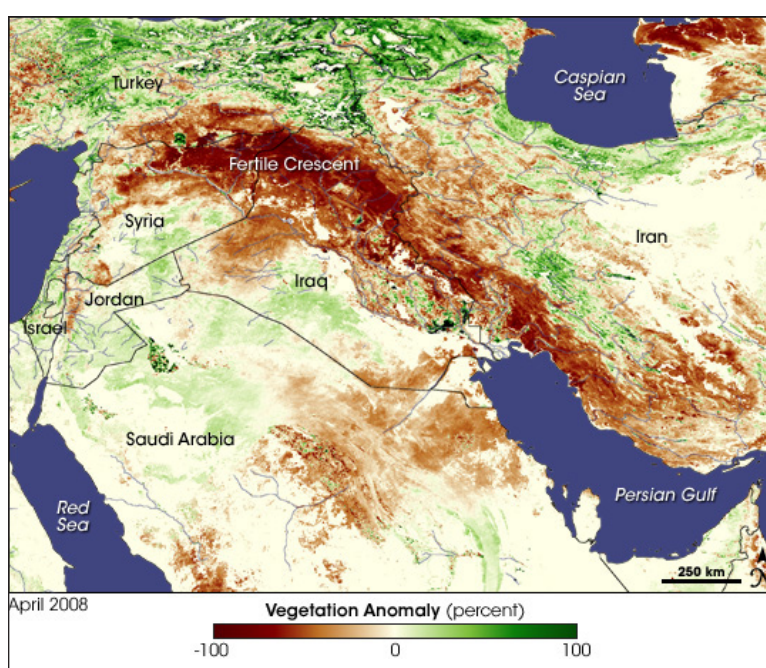 Turkey
Caspian
Sea
Fertile Crescent
Syria
Iran
Iraq
Jordan
Israel
Saudi Arabia
Persian Gulf
Red
Sea
250 km
N
April 2008
Vegetation Anomaly (percent)
-100 0 100